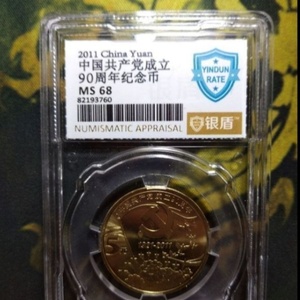 2011 China Yuan
中国共产党成立
90周年纪念币
MS 68
82193760
NUMISMATIC APPRAISAL
YINDUN
RATE
银盾
1921-2011